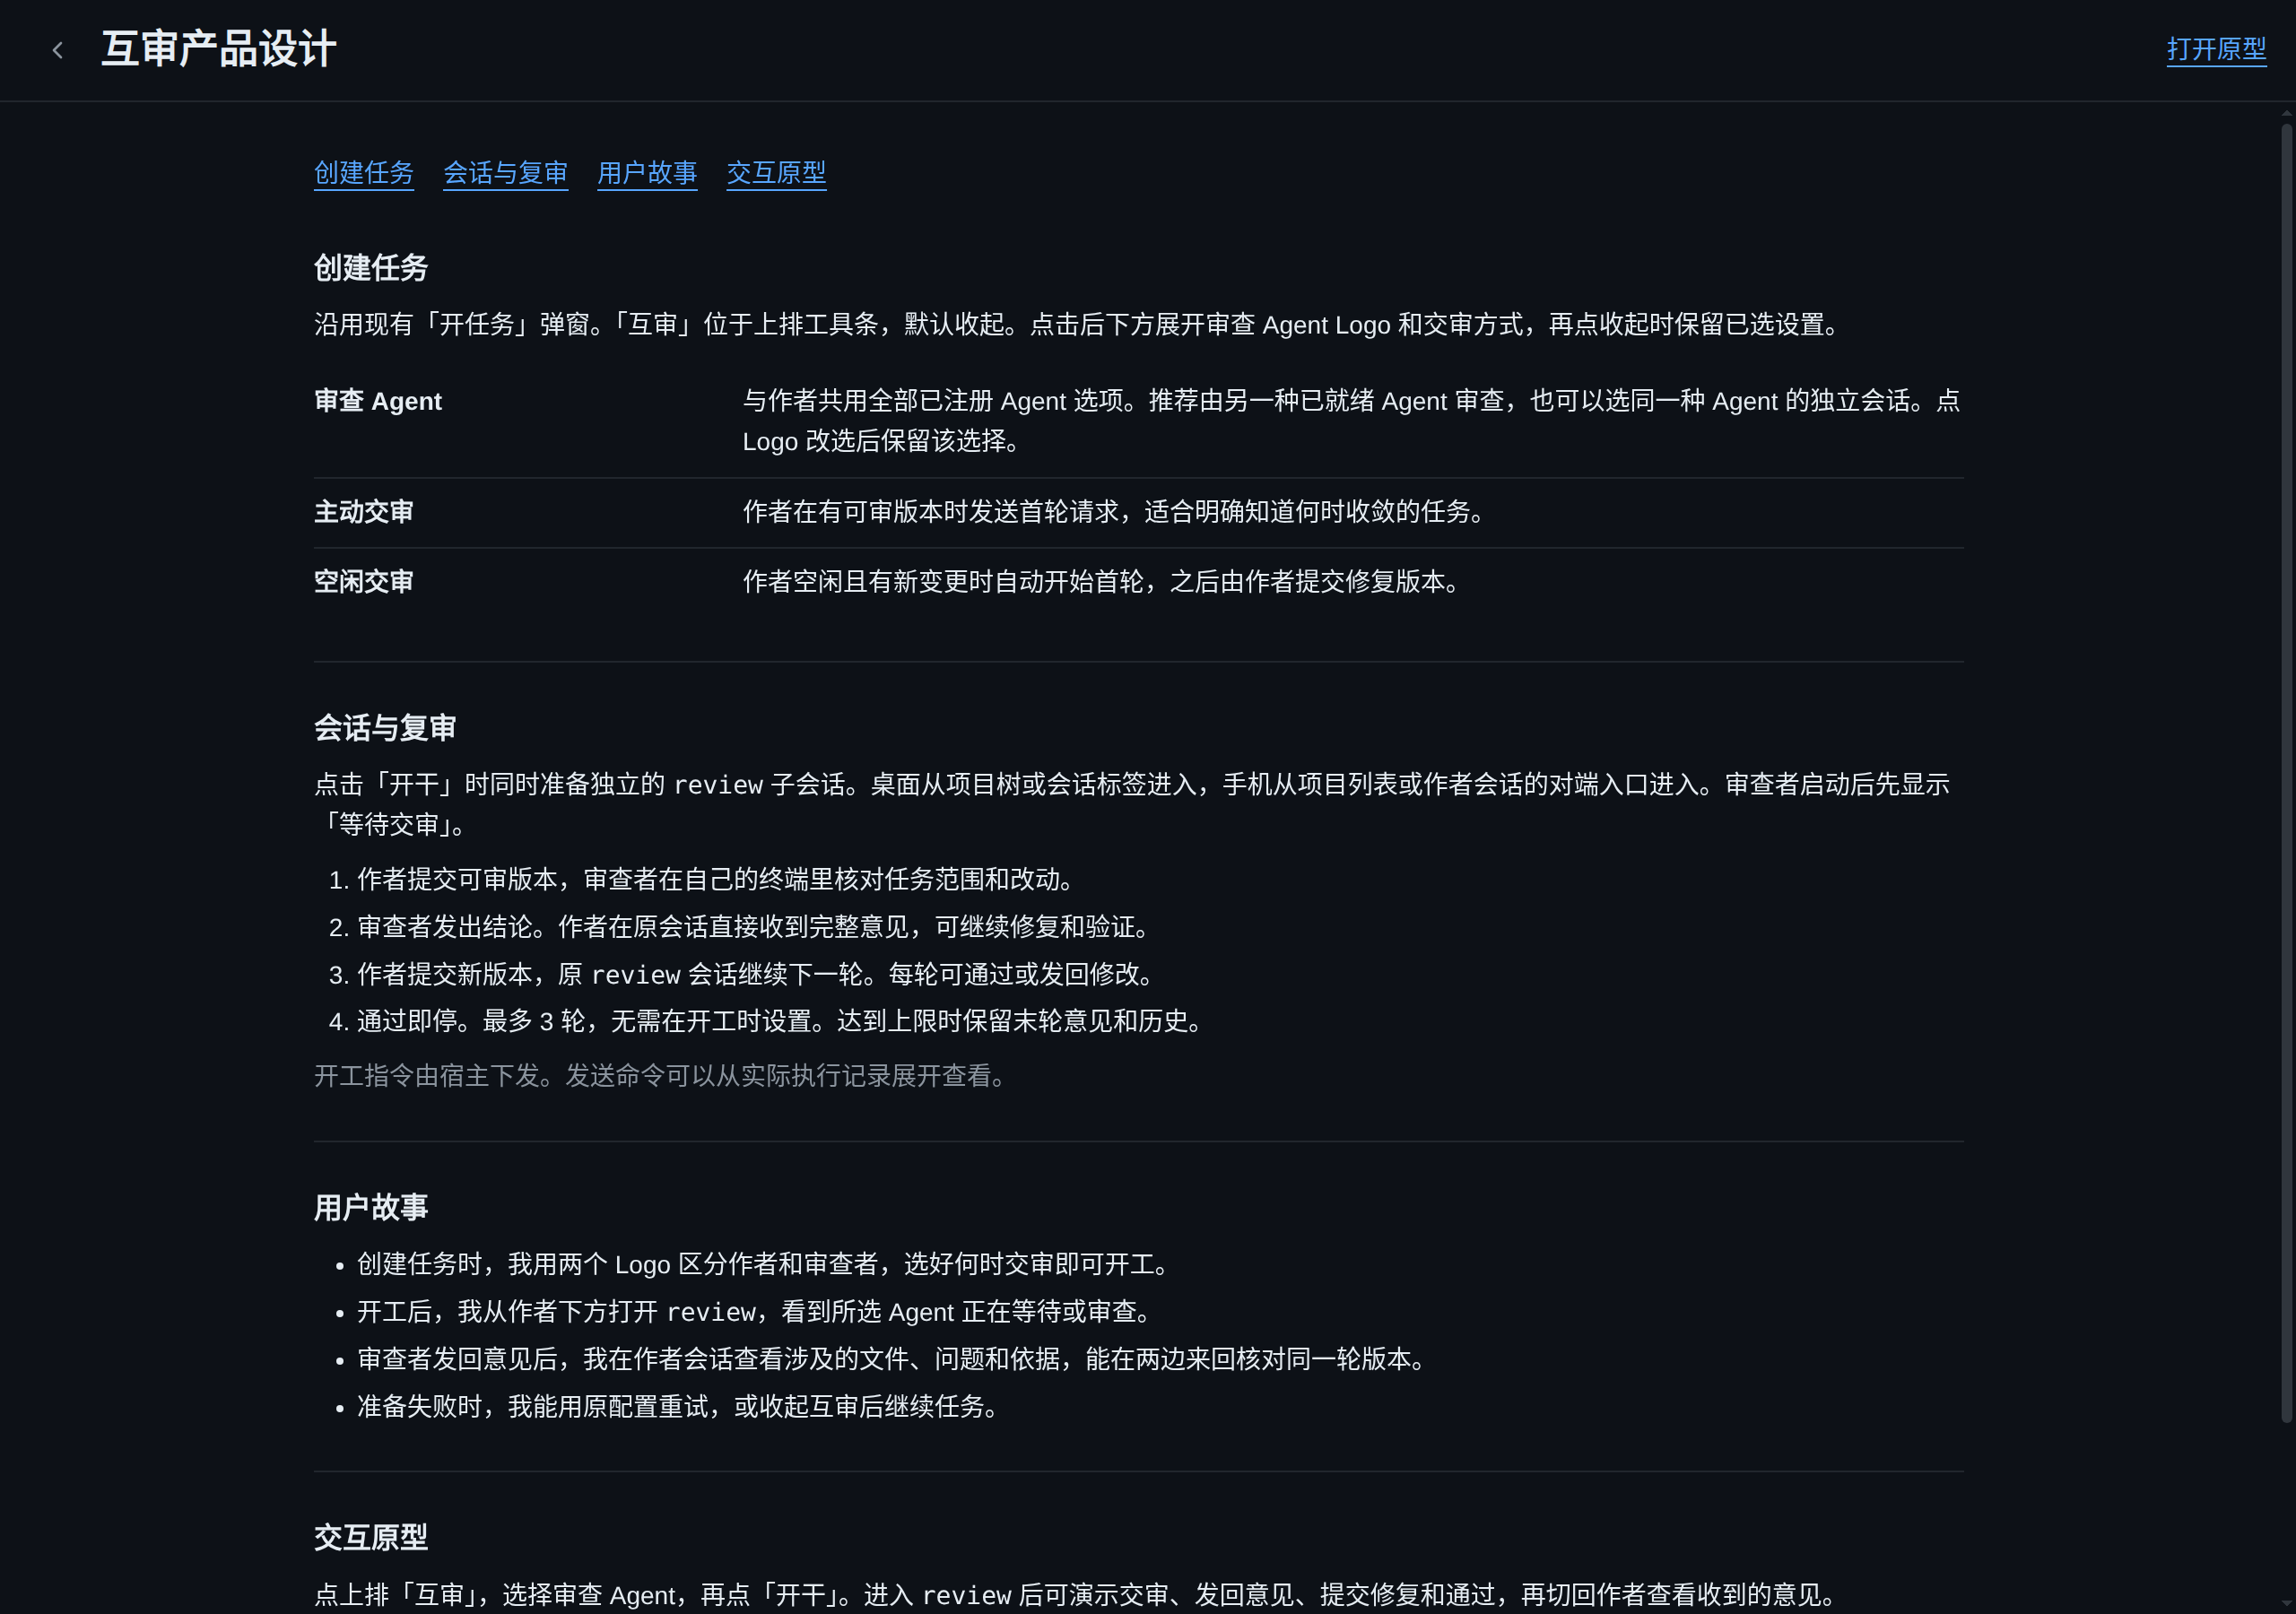 互审产品设计
打开原型
创建任务 会话与复审 用户故事 交互原型
创建任务
沿用现有「开任务」弹窗。「互审」位于上排工具条，默认收起。点击后下方展开审查 Agent Logo 和交审方式，再点收起时保留已选设置。
审查 Agent
与作者共用全部已注册 Agent 选项。推荐由另一种已就绪 Agent 审查，也可以选同一种 Agent 的独立会话。点
Logo 改选后保留该选择。
主动交审
作者在有可审版本时发送首轮请求，适合明确知道何时收敛的任务。
空闲交审
作者空闲且有新变更时自动开始首轮，之后由作者提交修复版本。
会话与复审
点击「开干」时同时准备独立的 review 子会话。桌面从项目树或会话标签进入，手机从项目列表或作者会话的对端入口进入。审查者启动后先显示
「等待交审」。
1. 作者提交可审版本，审查者在自己的终端里核对任务范围和改动。
2. 审查者发出结论。作者在原会话直接收到完整意见，可继续修复和验证。
3. 作者提交新版本，原 review 会话继续下一轮。每轮可通过或发回修改。
4. 通过即停。最多 3 轮，无需在开工时设置。达到上限时保留末轮意见和历史。
开工指令由宿主下发。发送命令可以从实际执行记录展开查看。
用户故事
• 创建任务时，我用两个 Logo 区分作者和审查者，选好何时交审即可开工。
• 开工后，我从作者下方打开 review，看到所选 Agent 正在等待或审查。
• 审查者发回意见后，我在作者会话查看涉及的文件、问题和依据，能在两边来回核对同一轮版本。
• 准备失败时，我能用原配置重试，或收起互审后继续任务。
交互原型
点上排「互审」，选择审查 Agent，再点「开干」。进入 review 后可演示交审、发回意见、提交修复和通过，再切回作者查看收到的意见。